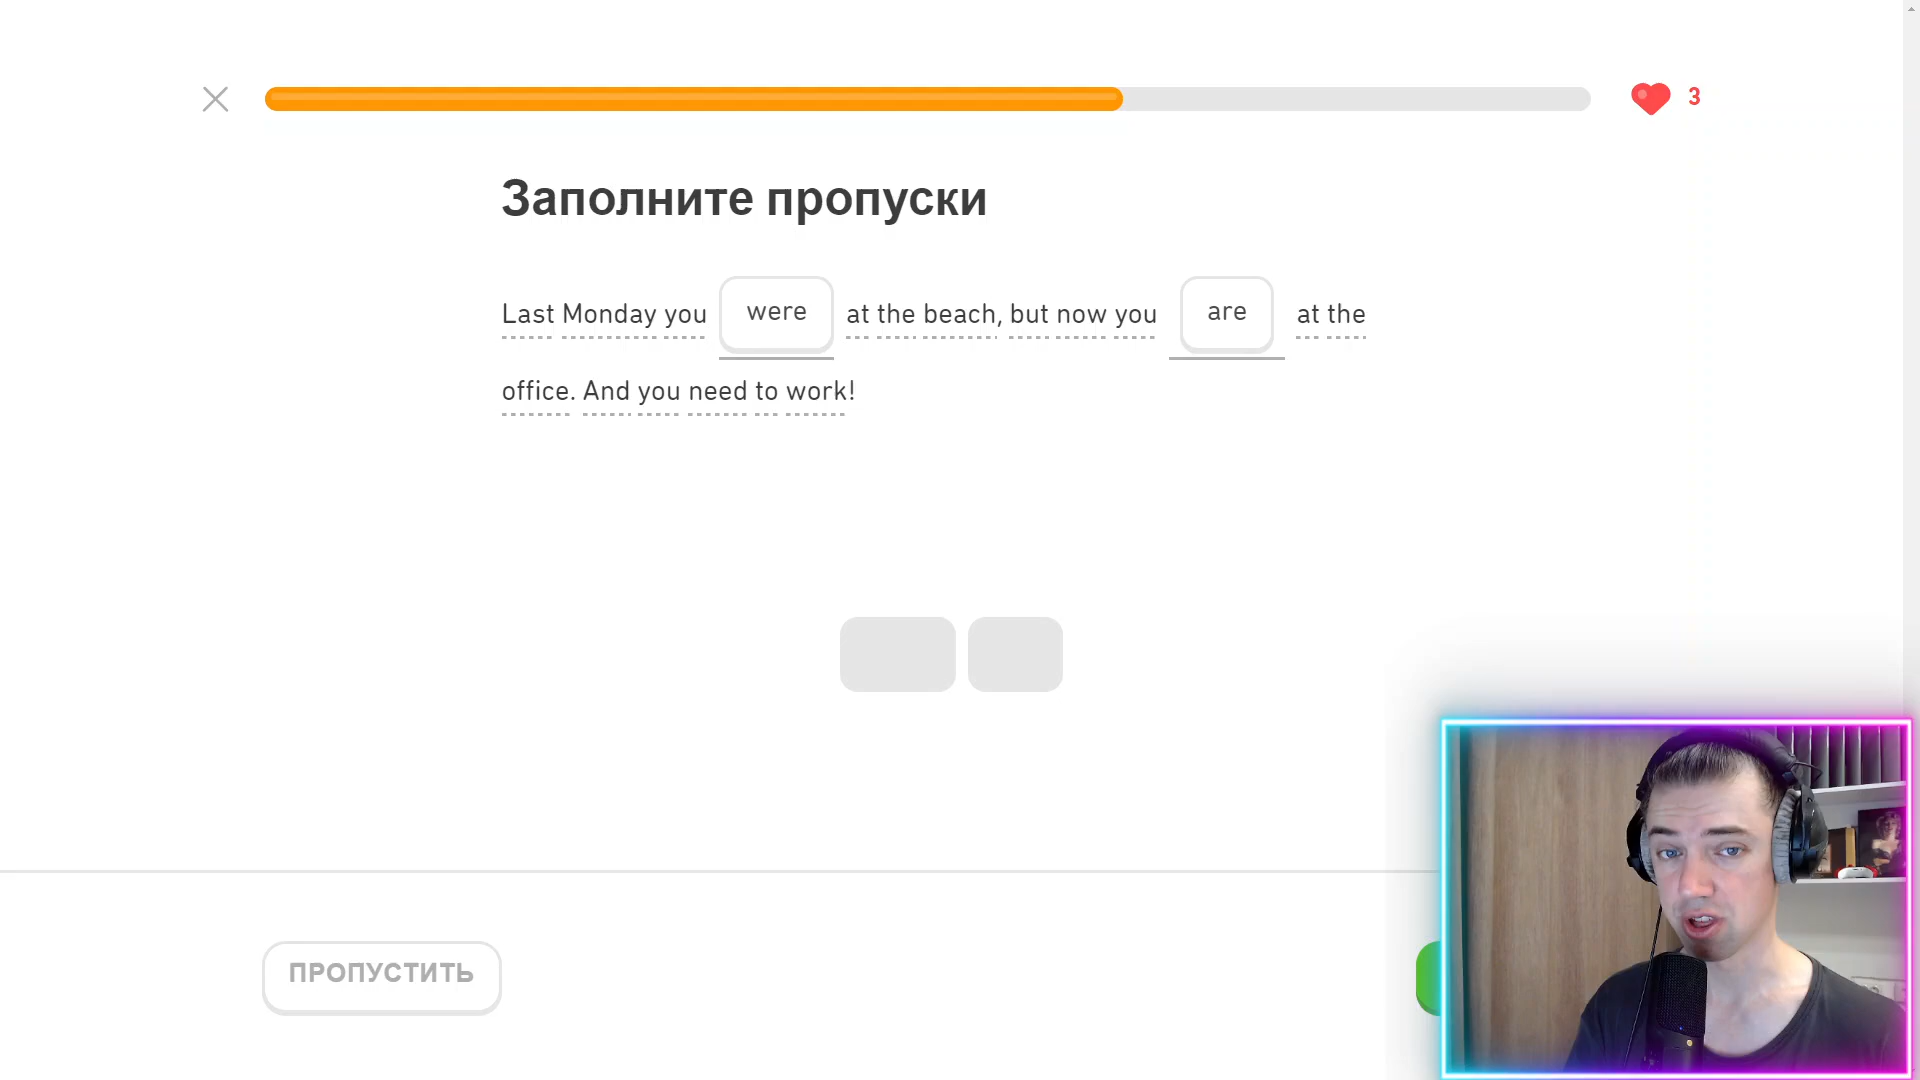 3
Заполните пропуски
Last Monday you were at the beach, but now you are at the
office. And you need to work!
ПРОПУСТИТЬ